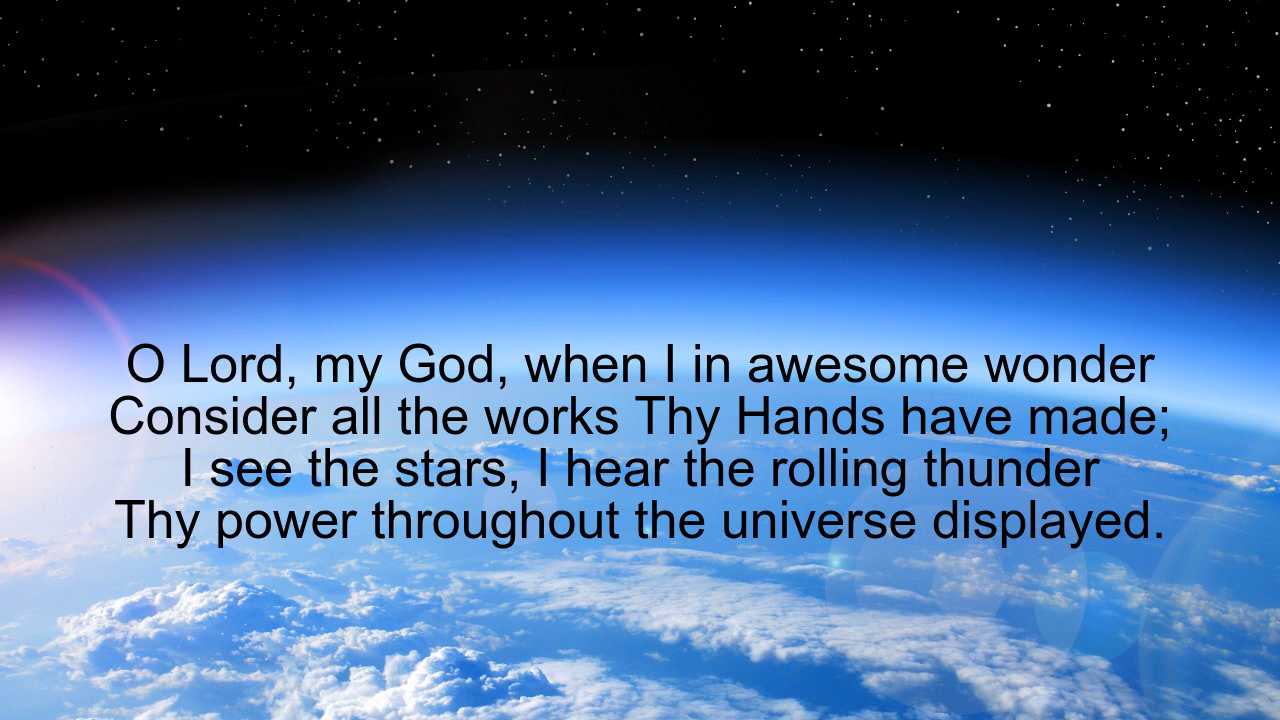 O Lord, my God, when I in awesome wonder
Consider all the works Thy Hands have made;
I see the stars, I hear the rolling thunder
Thy power throughout the universe displayed.